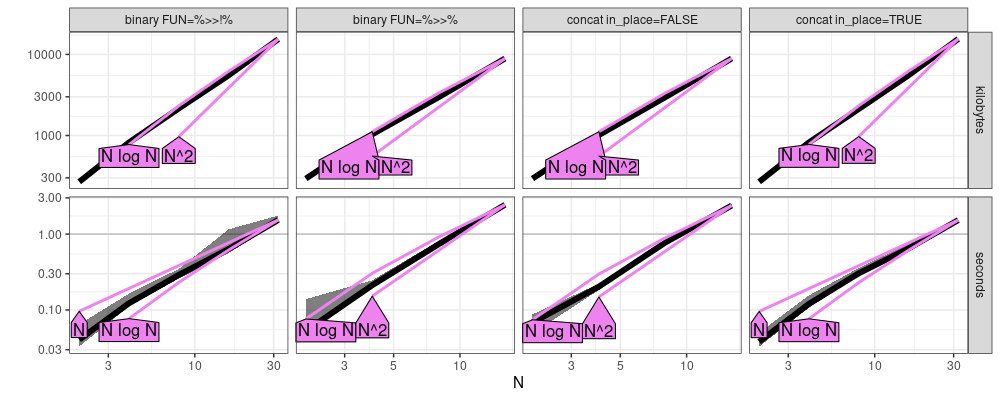 binary FUN=%>>!% binary FUN=%>>% concat in_place=FALSE concat in_place=TRUE
10000
3000
1000
300
N log N N^2 N log N N^2 N log N N^2 N log N N^2
kilobytes
3.00
1.00
0.30
0.10
0.03
N N log N N log N N^2 N log N N^2 N N log N
seconds
3 10 30 3 5 10 3 5 10 3 10 30
N